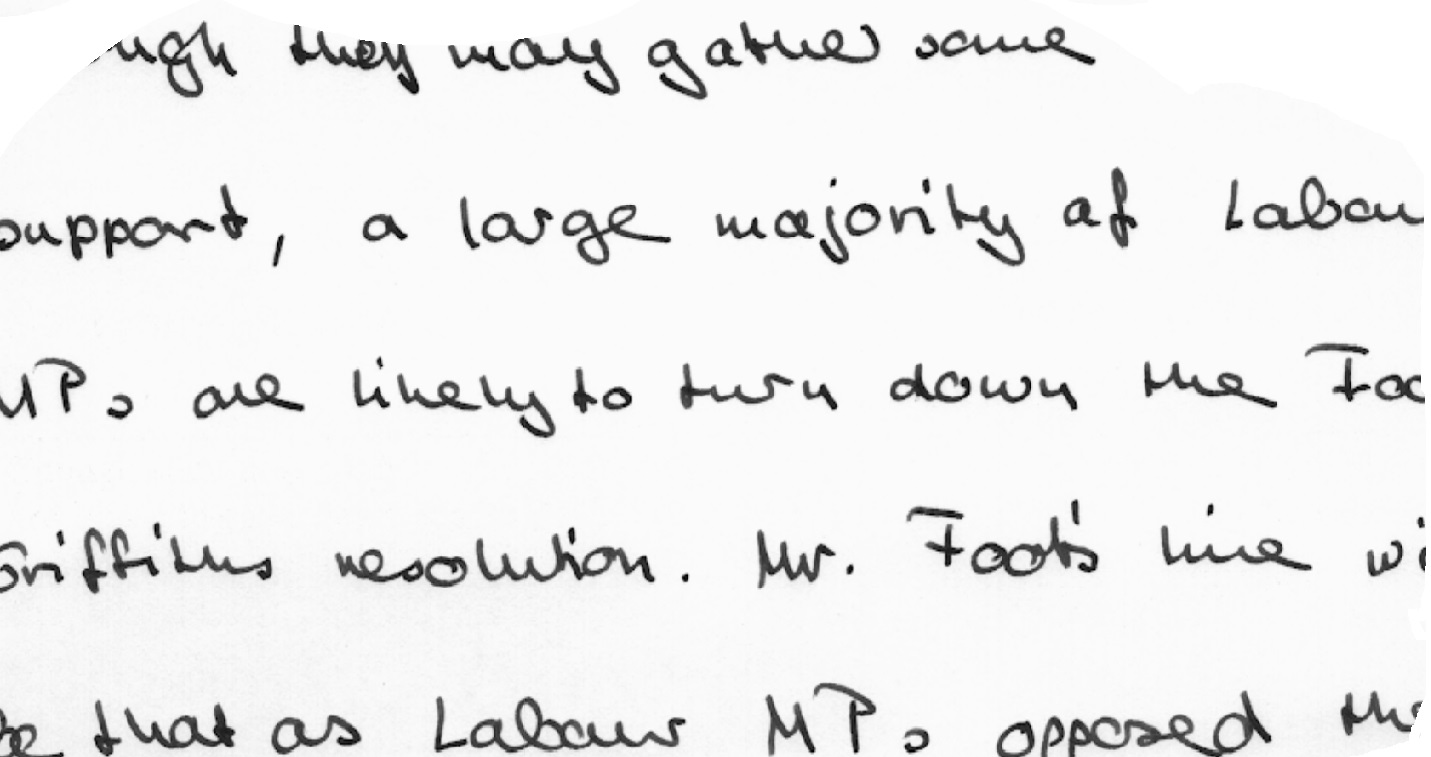 they may gather some
support, a large majority of Labou
MPs are likely to turn down the Foo
Griffiths resolution. Mr. Foot's line wi
be that as Labour MPs opposed the